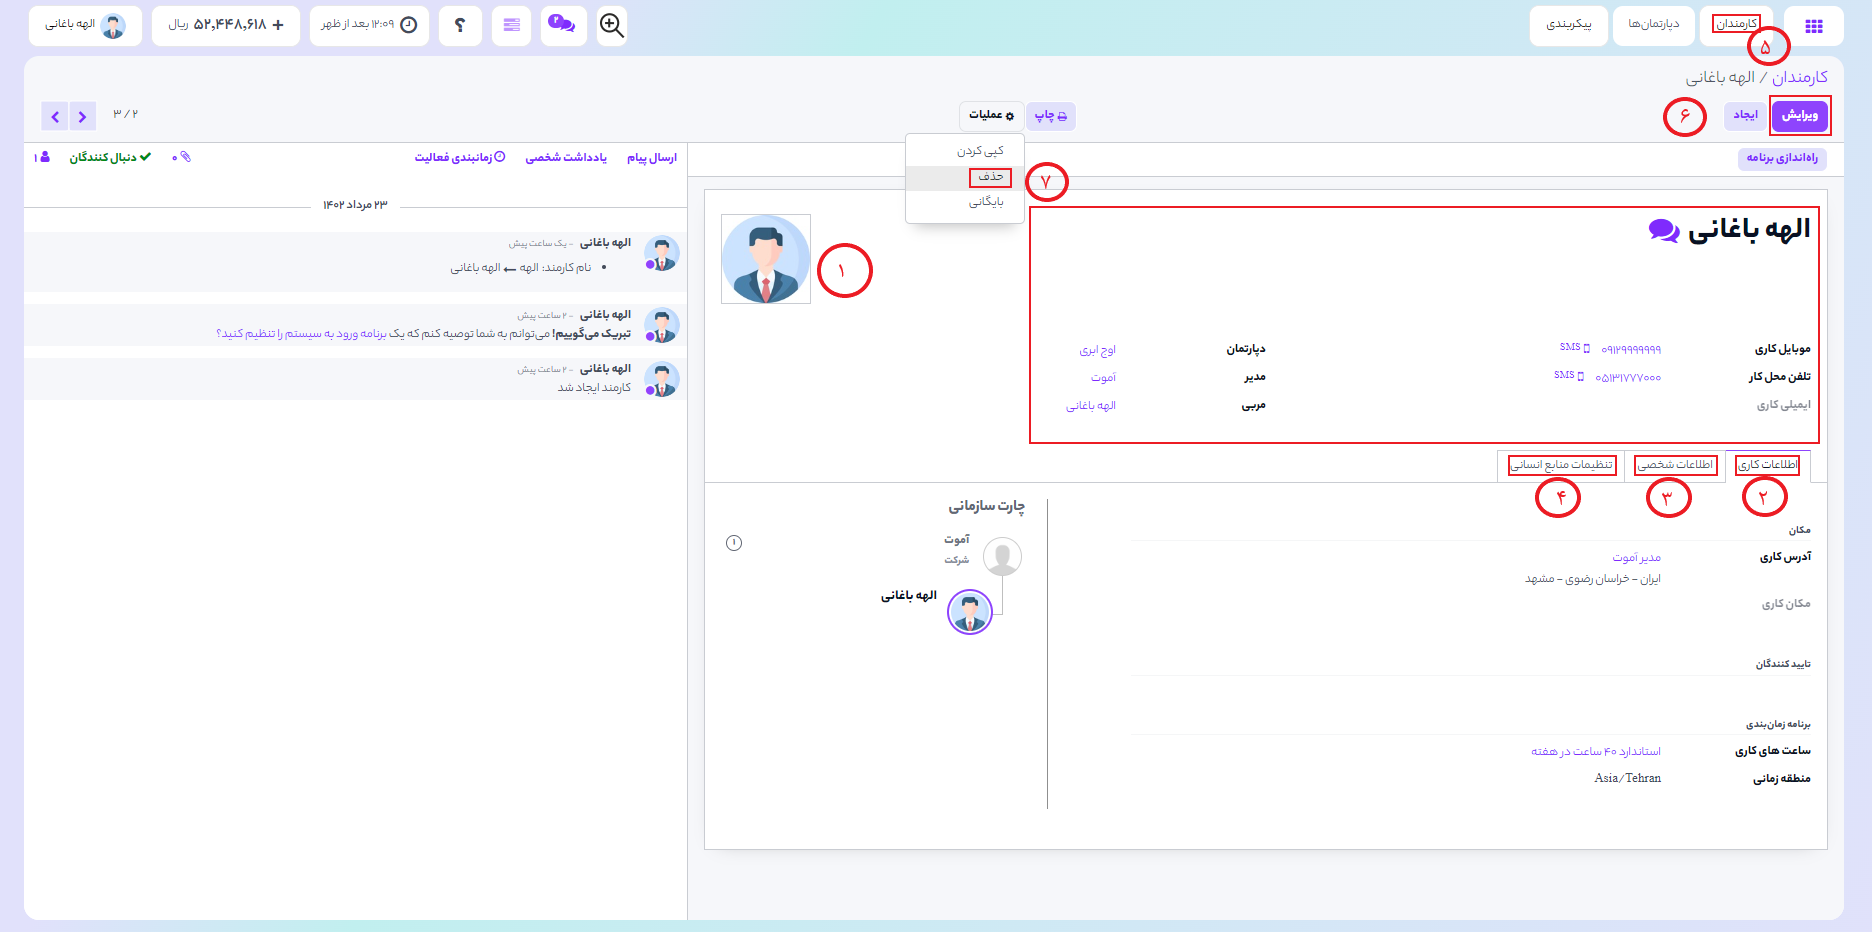 کارمندان
دپارتمان‌ها
پیکربندی
۲
؟
۱۲:۰۹ بعد از ظهر
+ ۵۲,۴۴۸,۶۱۸ ریال
الهه باغانی
۵
کارمندان / الهه باغانی
ویرایش
ایجاد
۶
چاپ
عملیات
۳ / ۲
کپی کردن
حذف
بایگانی
۷
راه‌اندازی برنامه
ارسال پیام
یادداشت شخصی
زمانبندی فعالیت
۰
دنبال کنندگان
۱
الهه باغانی
۱
موبایل کاری
۰۹۱۲۹۹۹۹۹۹۹
SMS
دپارتمان
اوج ابری
تلفن محل کار
۰۵۱۳۱۷۷۷۰۰۰
SMS
مدیر
آموت
ایمیلی کاری
مربی
الهه باغانی
اطلاعات کاری
اطلاعات شخصی
تنظیمات منابع انسانی
۲
۳
۴
مکان
آدرس کاری
مدیر آموت
ایران - خراسان رضوی - مشهد
مکان کاری
تایید کنندگان
برنامه زمان‌بندی
ساعت های کاری
استاندارد ۴۰ ساعت در هفته
منطقه زمانی
Asia/Tehran
چارت سازمانی
آموت
شرکت
۱
الهه باغانی
۲۳ مرداد ۱۴۰۲
الهه باغانی - یک ساعت پیش
• نام کارمند: الهه ← الهه باغانی
الهه باغانی - ۲ ساعت پیش
تبریک می‌گوییم! می‌توانم به شما توصیه کنم که یک برنامه ورود به سیستم را تنظیم کنید؟
الهه باغانی - ۲ ساعت پیش
کارمند ایجاد شد